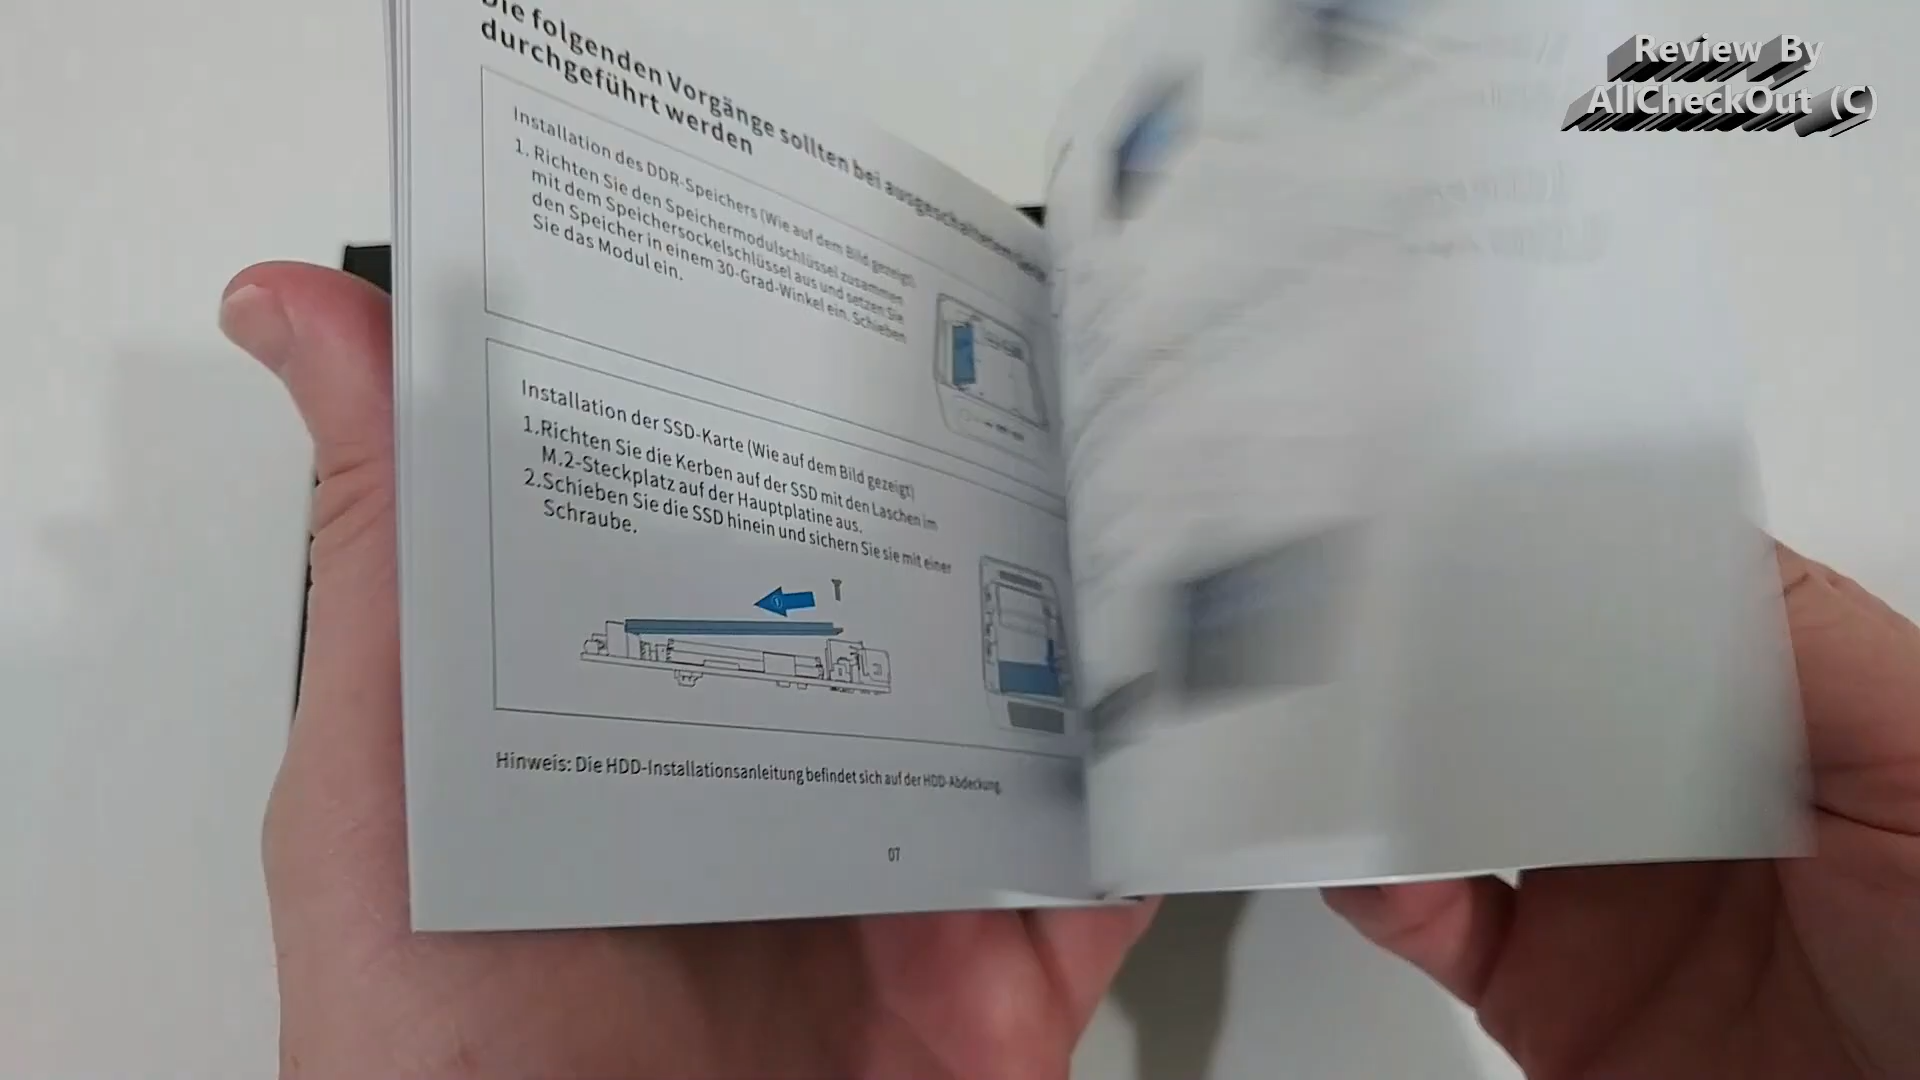 Review By
AllCheckOut (C)
Die folgenden Vorgänge sollten bei ausgeschaltetem Gerät
durchgeführt werden
Installation des DDR-Speichers (Wie auf dem Bild gezeigt)
1. Richten Sie den Speichermodulschlüssel zusammen
mit dem Speichersockelschlüssel aus und setzen Sie
den Speicher in einem 30-Grad-Winkel ein. Schieben
Sie das Modul ein.
Installation der SSD-Karte (Wie auf dem Bild gezeigt)
1.Richten Sie die Kerben auf der SSD mit den Laschen im
M.2-Steckplatz auf der Hauptplatine aus.
2.Schieben Sie die SSD hinein und sichern Sie sie mit einer
Schraube.
1
Hinweis: Die HDD-Installationsanleitung befindet sich auf der HDD-Abdeckung.
07